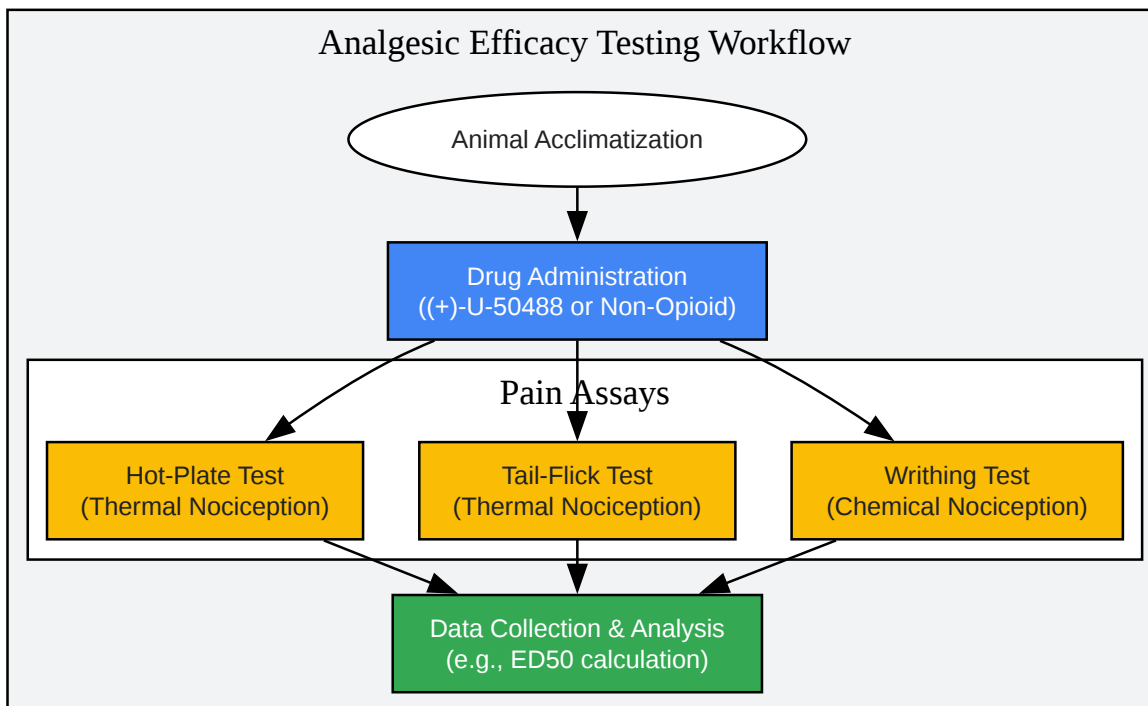 Analgesic Efficacy Testing Workflow
Animal Acclimatization
Drug Administration
((+)-U-50488 or Non-Opioid)
Pain Assays
Hot-Plate Test
(Thermal Nociception)
Tail-Flick Test
(Thermal Nociception)
Writhing Test
(Chemical Nociception)
Data Collection & Analysis
(e.g., ED50 calculation)